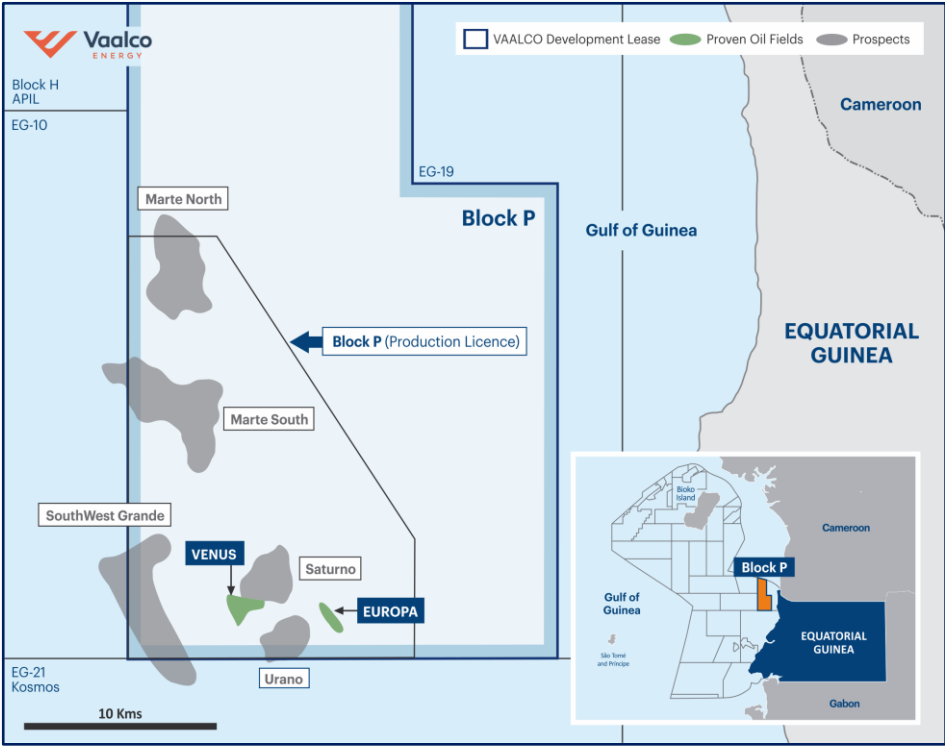 Vaalco
ENERGY
VAALCO Development Lease
Proven Oil Fields
Prospects
Block H
APIL
EG-10
Cameroon
EG-19
Marte North
Block P
Gulf of Guinea
Block P (Production Licence)
EQUATORIAL
GUINEA
Marte South
SouthWest Grande
VENUS
Saturno
EUROPA
Urano
EG-21
Kosmos
10 Kms
Bioko
Island
Cameroon
Block P
Gulf of
Guinea
EQUATORIAL
GUINEA
São Tomé
and Príncipe
Gabon